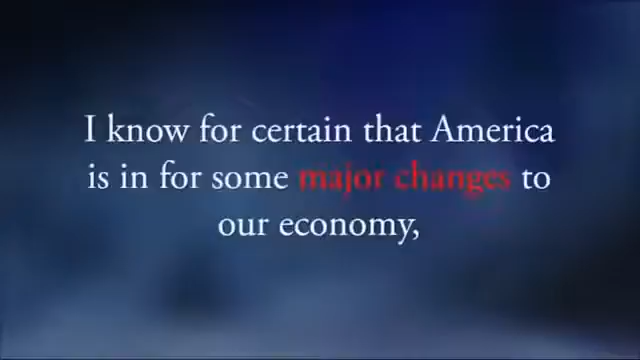 I know for certain that America
is in for some major changes to
our economy,